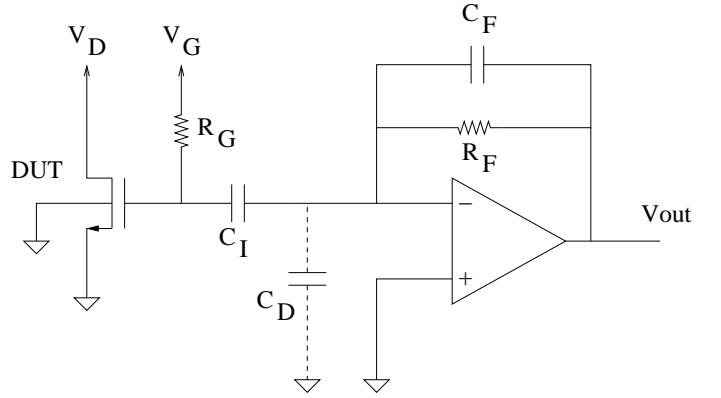 C_F
V_D
V_G
R_G
R_F
DUT
Vout
C_I
−
+
C_D